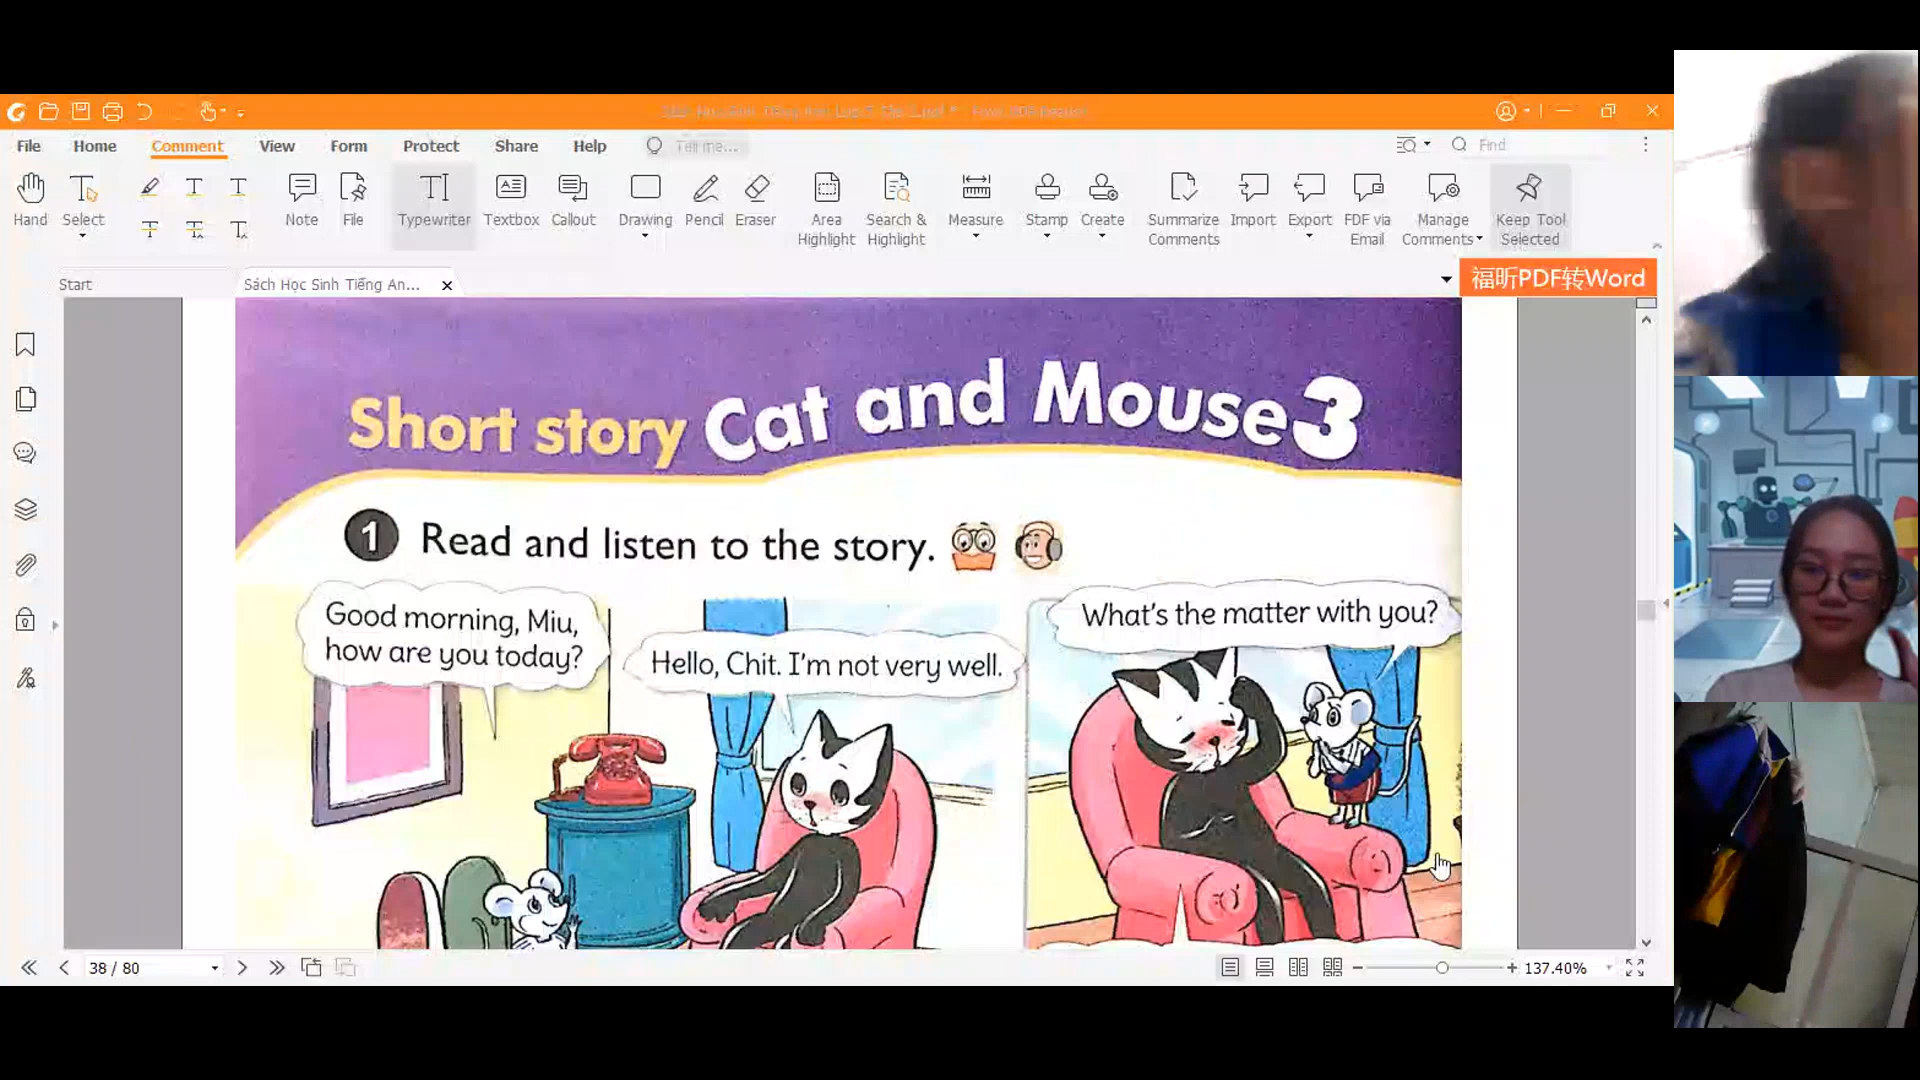 File Home Comment View Form Protect Share Help Tell me... Find
Hand Select Note File Typewriter Textbox Callout Drawing Pencil Eraser Area Highlight Search & Highlight Measure Stamp Create Summarize Comments Import Export FDF via Email Manage Comments Keep Tool Selected
Start Sách Học Sinh Tiếng An... 福昕PDF转Word
Short story Cat and Mouse 3
1 Read and listen to the story.
Good morning, Miu,
how are you today?
Hello, Chit. I'm not very well.
What's the matter with you?
38 / 80 137.40%